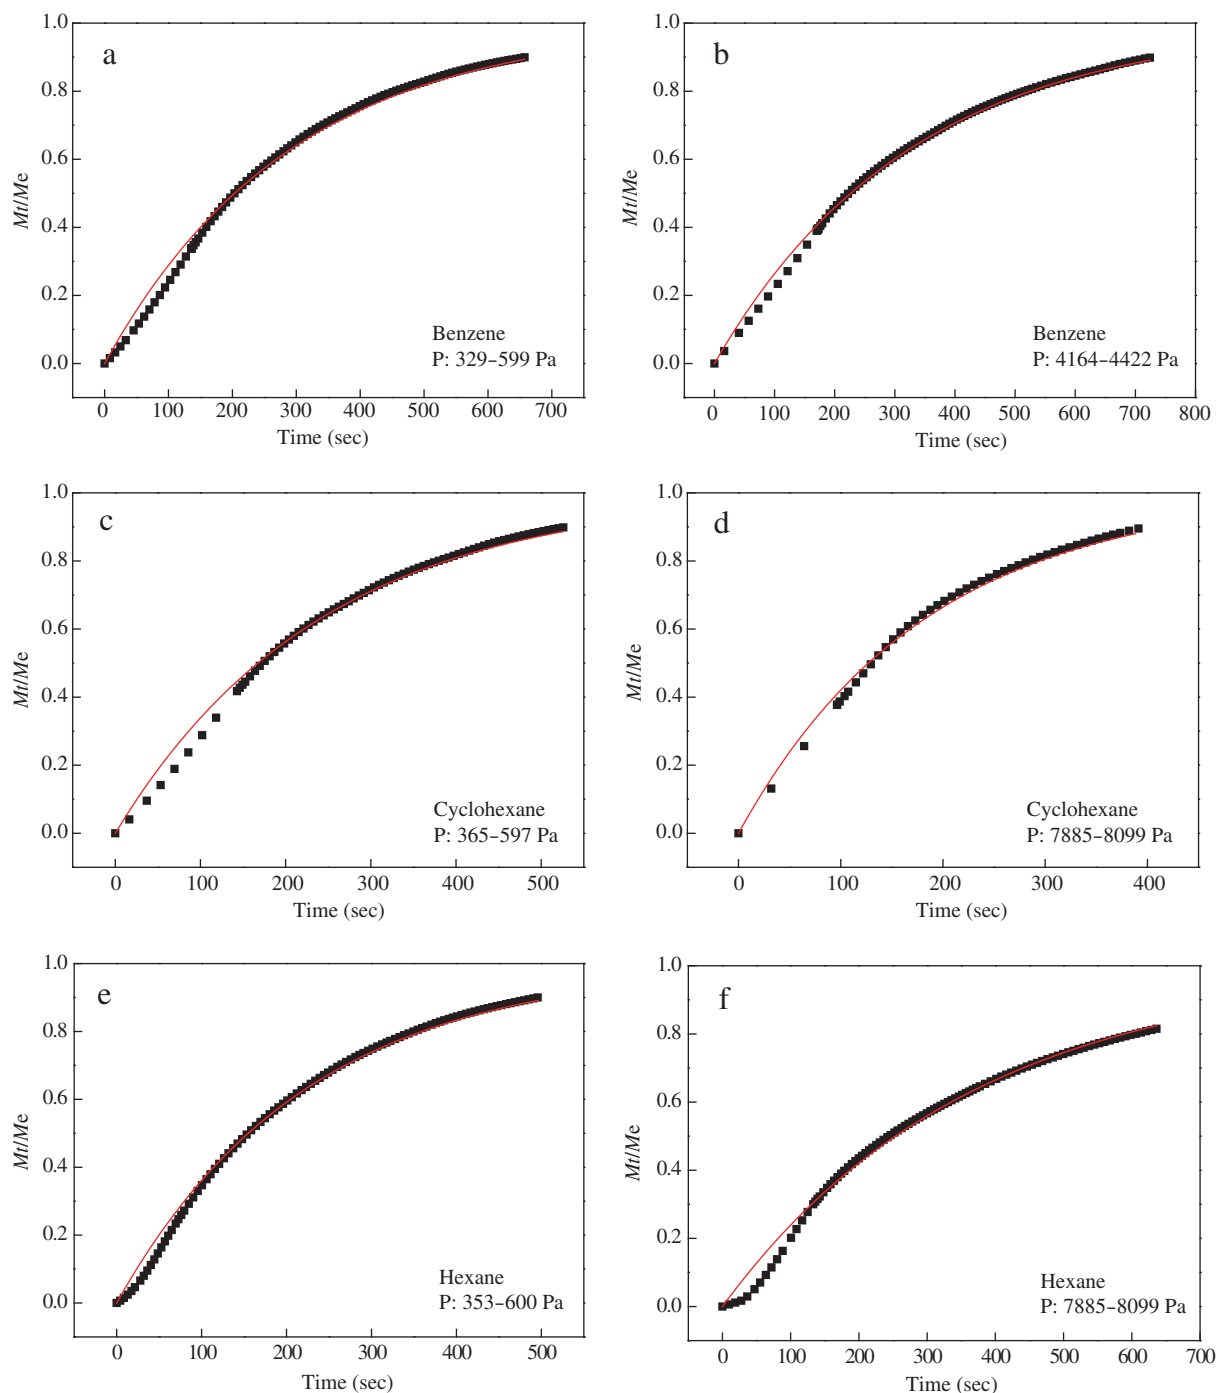 a
1.0
0.8
0.6
0.4
0.2
0.0
Mt/Me
Benzene
P: 329–599 Pa
0 100 200 300 400 500 600 700
Time (sec)
b
1.0
0.8
0.6
0.4
0.2
0.0
Mt/Me
Benzene
P: 4164–4422 Pa
0 100 200 300 400 500 600 700 800
Time (sec)
c
1.0
0.8
0.6
0.4
0.2
0.0
Mt/Me
Cyclohexane
P: 365–597 Pa
0 100 200 300 400 500
Time (sec)
d
1.0
0.8
0.6
0.4
0.2
0.0
Mt/Me
Cyclohexane
P: 7885–8099 Pa
0 100 200 300 400
Time (sec)
e
1.0
0.8
0.6
0.4
0.2
0.0
Mt/Me
Hexane
P: 353–600 Pa
0 100 200 300 400 500
Time (sec)
f
1.0
0.8
0.6
0.4
0.2
0.0
Mt/Me
Hexane
P: 7885–8099 Pa
0 100 200 300 400 500 600 700
Time (sec)